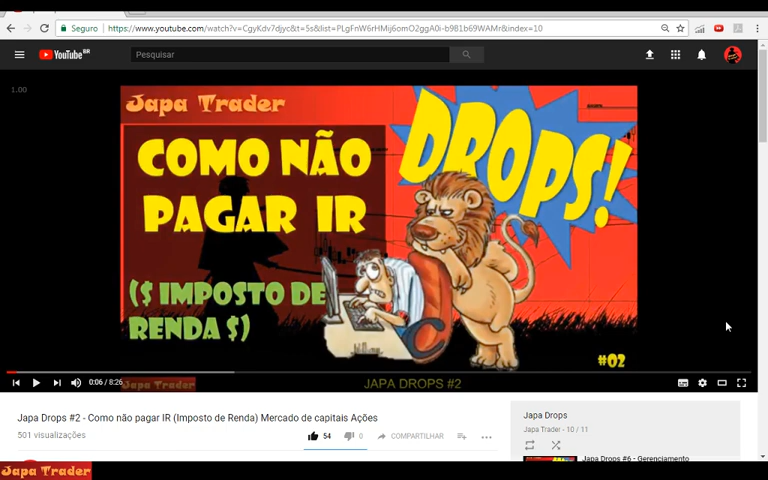 Seguro
https://www.youtube.com/watch?v=CgyKdv7djyc&t=5s&list=PLgFnW6rHMij6omO2ggA0i-b981b69WAMr&index=10
YouTube BR
Pesquisar
1.00
Japa Trader
DROPS!
COMO NÃO
PAGAR IR
($ IMPOSTO DE
RENDA $)
#02
0:06 / 8:26
Japa Trader
JAPA DROPS #2
Japa Drops #2 - Como não pagar IR (Imposto de Renda) Mercado de capitais Ações
501 visualizações
54
0
COMPARTILHAR
Japa Drops
Japa Trader - 10 / 11
Japa Drops #6 - Gerenciamento
Japa Trader